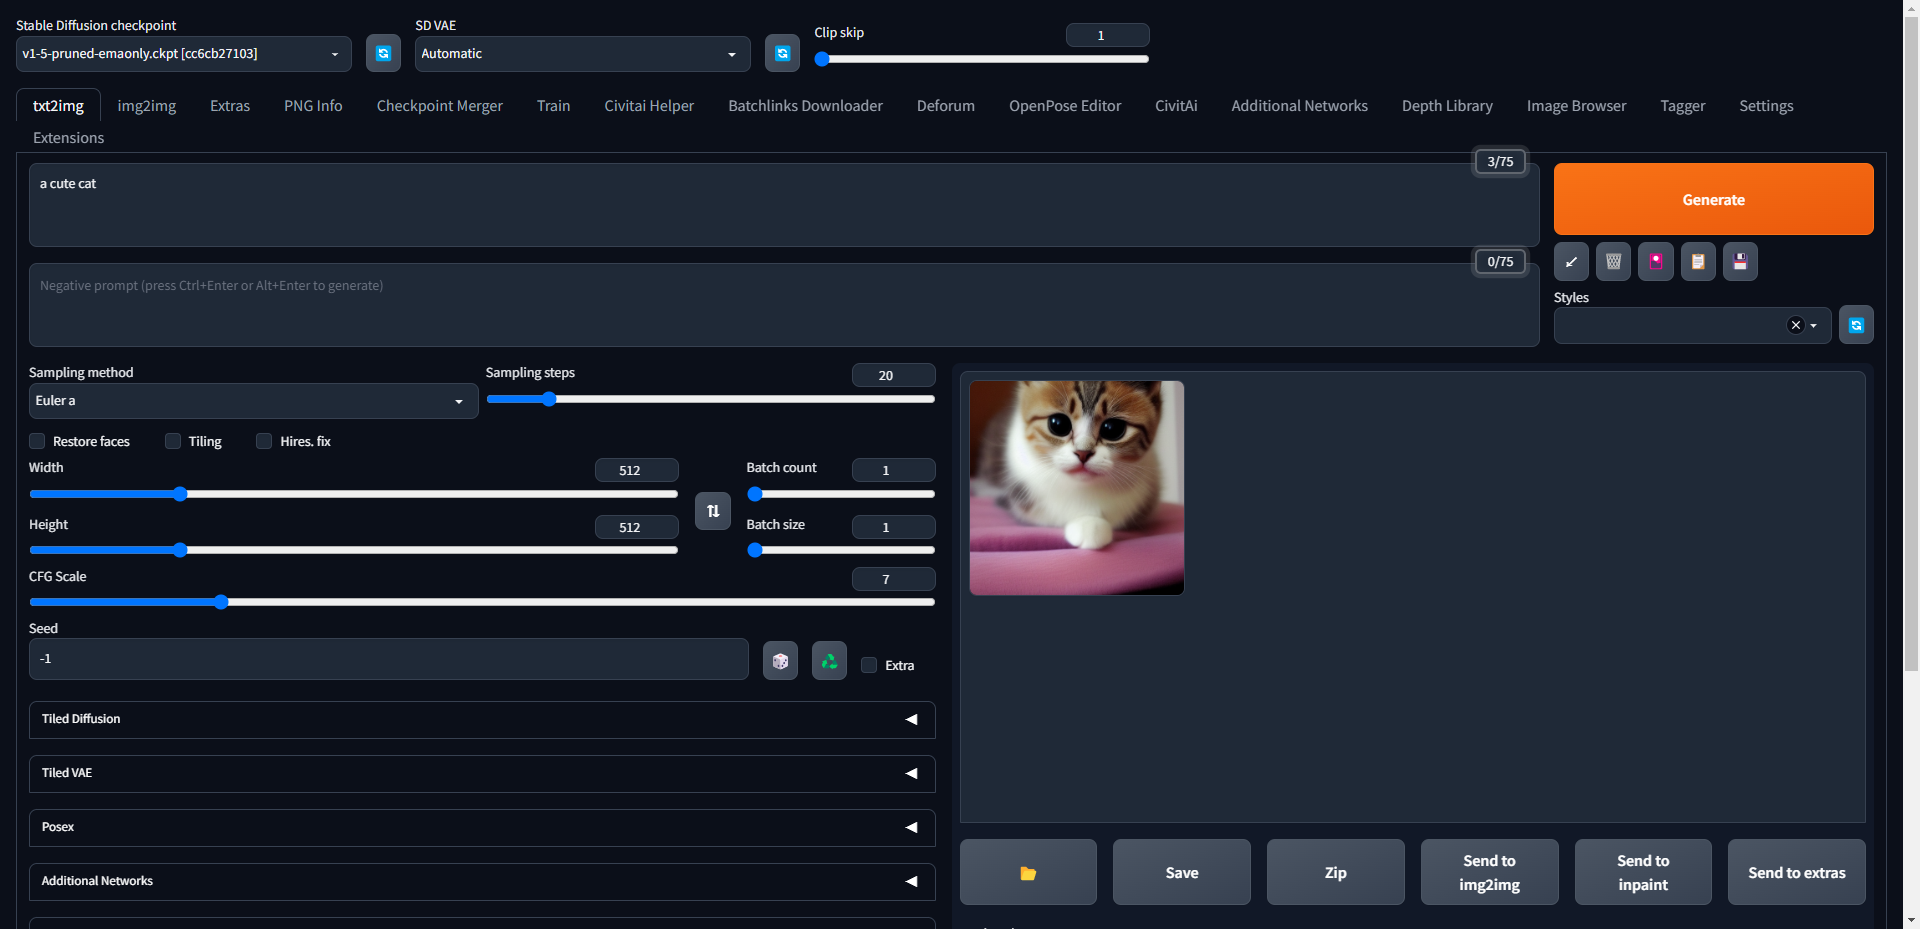 Stable Diffusion checkpoint
v1-5-pruned-emaonly.ckpt [cc6cb27103]
SD VAE
Automatic
Clip skip
1
txt2img
img2img
Extras
PNG Info
Checkpoint Merger
Train
Civitai Helper
Batchlinks Downloader
Deforum
OpenPose Editor
CivitAi
Additional Networks
Depth Library
Image Browser
Tagger
Settings
Extensions
3/75
a cute cat
Generate
0/75
Negative prompt (press Ctrl+Enter or Alt+Enter to generate)
Styles
Sampling method
Euler a
Sampling steps
20
Restore faces
Tiling
Hires. fix
Width
512
Batch count
1
Height
512
Batch size
1
CFG Scale
7
Seed
-1
Extra
Tiled Diffusion
Tiled VAE
Posex
Additional Networks
Save
Zip
Send to
img2img
Send to
inpaint
Send to extras